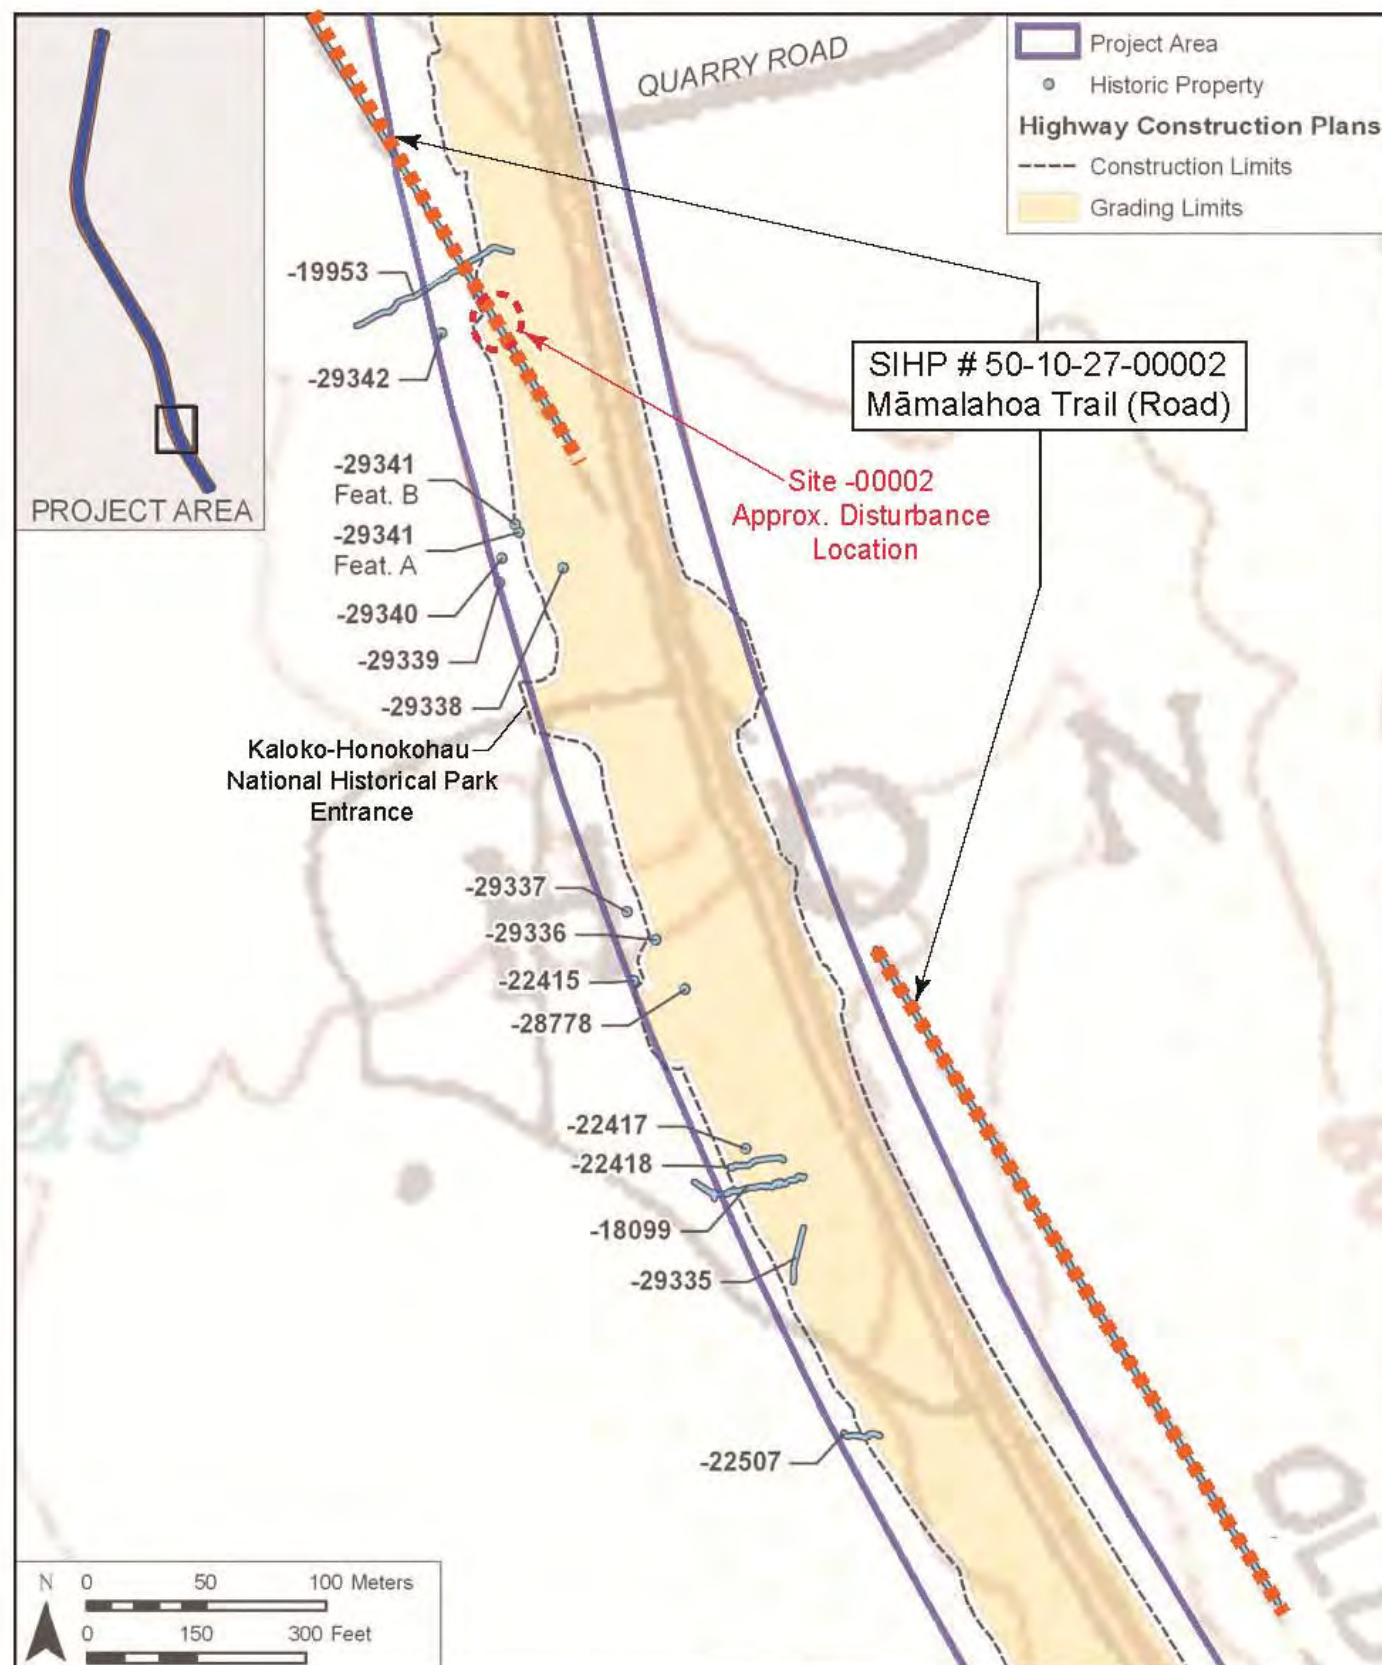 PROJECT AREA
QUARRY ROAD
Project Area
Historic Property
Highway Construction Plans
Construction Limits
Grading Limits
-19953
-29342
SIHP # 50-10-27-00002
Māmalahoa Trail (Road)
-29341
Feat. B
-29341
Feat. A
Site -00002
Approx. Disturbance
Location
-29340
-29339
-29338
Kaloko-Honokohau
National Historical Park
Entrance
H O N
-29337
-29336
-22415
-28778
-22417
-22418
-18099
-29335
-22507
OLD
N 0 50 100 Meters
0 150 300 Feet